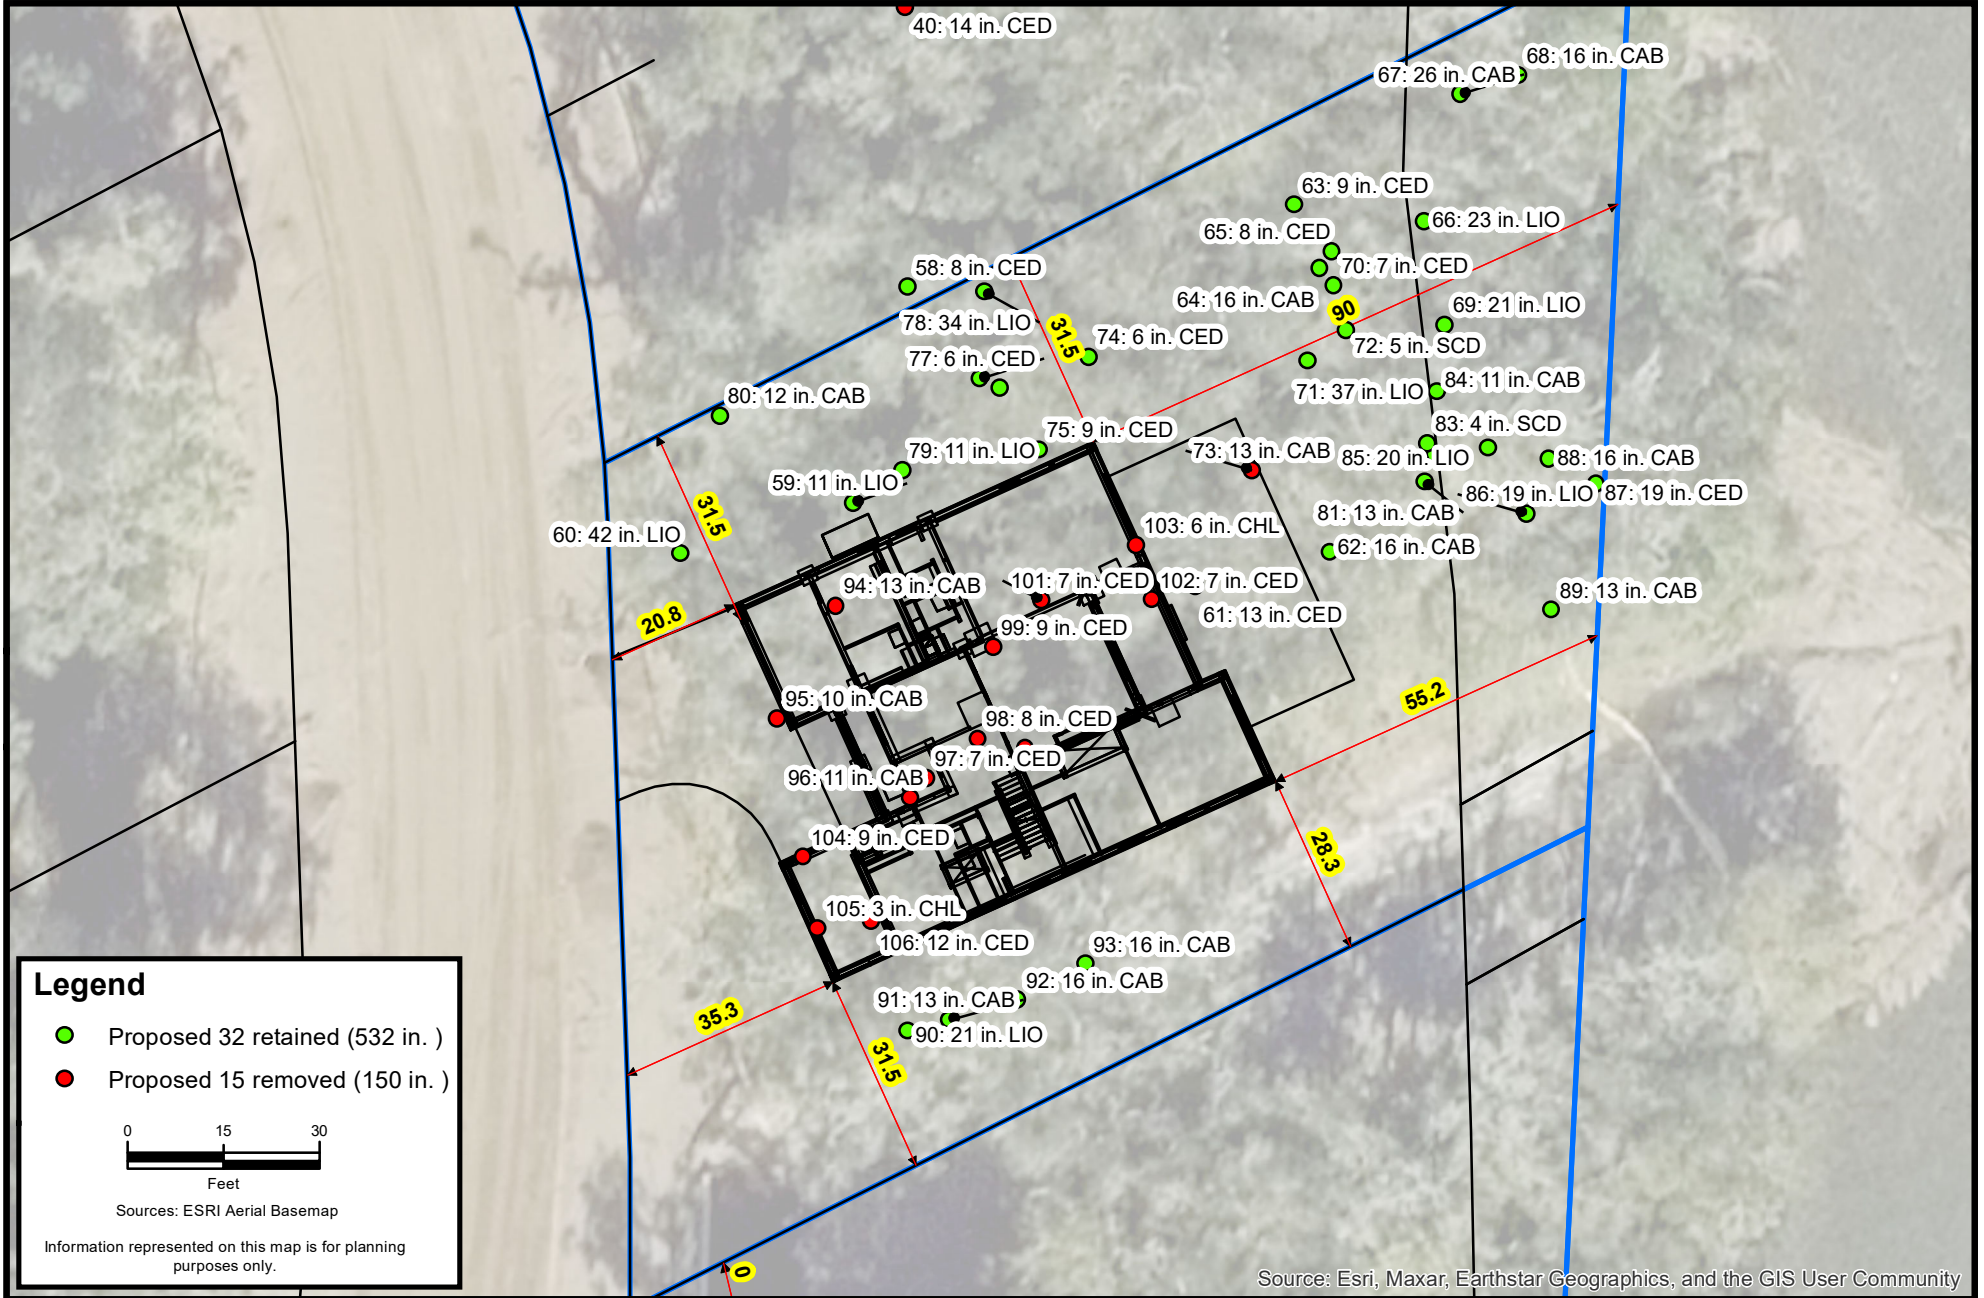 40: 14 in. CED
68: 16 in. CAB
67: 26 in. CAB
63: 9 in. CED
66: 23 in. LIO
65: 8 in. CED
58: 8 in. CED
70: 7 in. CED
64: 16 in. CAB
69: 21 in. LIO
90
78: 34 in. LIO
31.5
74: 6 in. CED
72: 5 in. SCD
77: 6 in. CED
84: 11 in. CAB
71: 37 in. LIO
80: 12 in. CAB
83: 4 in. SCD
75: 9 in. CED
79: 11 in. LIO
73: 13 in. CAB
85: 20 in. LIO
88: 16 in. CAB
59: 11 in. LIO
86: 19 in. LIO
87: 19 in. CED
31.5
81: 13 in. CAB
103: 6 in. CHL
60: 42 in. LIO
62: 16 in. CAB
94: 13 in. CAB
101: 7 in. CED
102: 7 in. CED
89: 13 in. CAB
20.8
61: 13 in. CED
99: 9 in. CED
95: 10 in. CAB
55.2
98: 8 in. CED
97: 7 in. CED
96: 11 in. CAB
104: 9 in. CED
28.3
105: 3 in. CHL
106: 12 in. CED
93: 16 in. CAB
92: 16 in. CAB
91: 13 in. CAB
35.3
90: 21 in. LIO
31.5
0
Legend
Proposed 32 retained (532 in. )
Proposed 15 removed (150 in. )
0 15 30
Feet
Sources: ESRI Aerial Basemap
Information represented on this map is for planning
purposes only.
Source: Esri, Maxar, Earthstar Geographics, and the GIS User Community